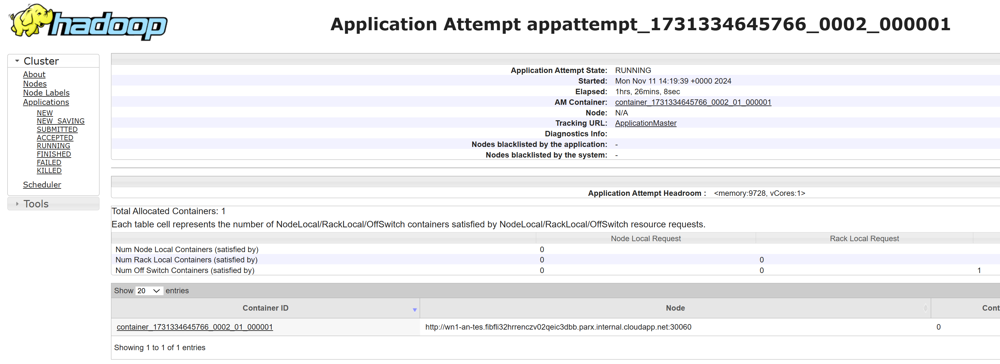 hadoop
Application Attempt appattempt_1731334645766_0002_000001
Cluster
About
Nodes
Node Labels
Applications
NEW
NEW_SAVING
SUBMITTED
ACCEPTED
RUNNING
FINISHED
FAILED
KILLED
Scheduler
Tools
Application Attempt State: RUNNING
Started: Mon Nov 11 14:19:39 +0000 2024
Elapsed: 1hrs, 26mins, 8sec
AM Container: container_1731334645766_0002_01_000001
Node: N/A
Tracking URL: ApplicationMaster
Diagnostics Info:
Nodes blacklisted by the application: -
Nodes blacklisted by the system: -
Application Attempt Headroom : <memory:9728, vCores:1>
Total Allocated Containers: 1
Each table cell represents the number of NodeLocal/RackLocal/OffSwitch containers satisfied by NodeLocal/RackLocal/OffSwitch resource requests.
Node Local Request Rack Local Request
Num Node Local Containers (satisfied by) 0
Num Rack Local Containers (satisfied by) 0 0
Num Off Switch Containers (satisfied by) 0 0 1
Show 20 entries
Container ID Node Cont
container_1731334645766_0002_01_000001 http://wn1-an-tes.fibfli32hrrenczv02qeic3dbb.parx.internal.cloudapp.net:30060 0
Showing 1 to 1 of 1 entries